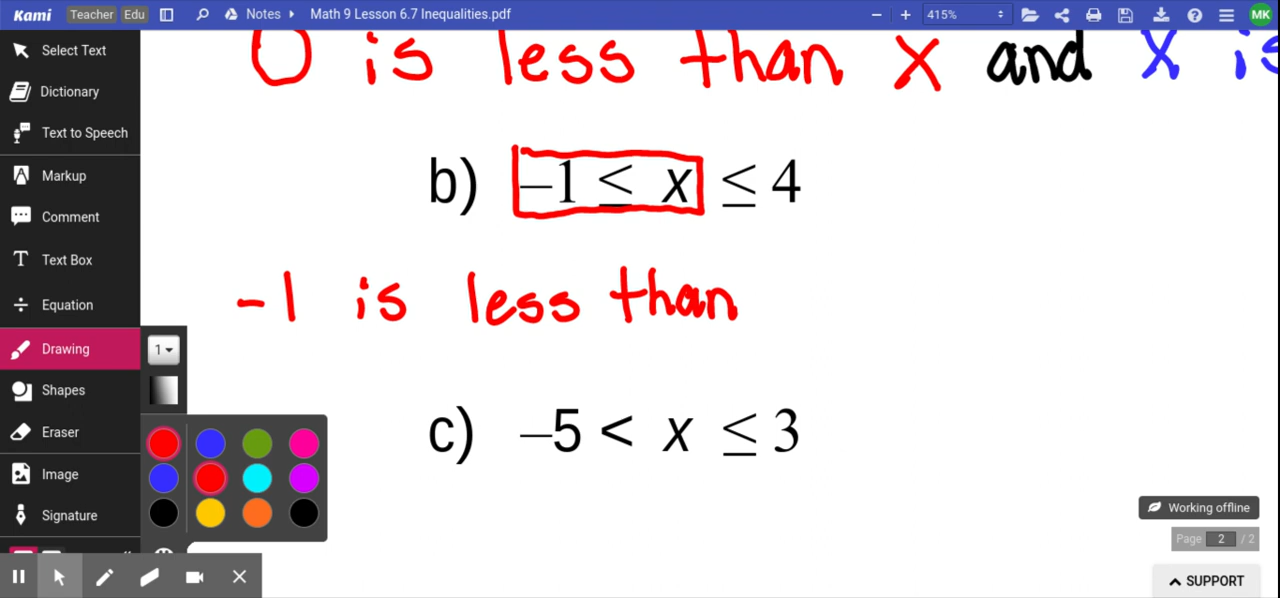 Kami Teacher Edu Notes Math 9 Lesson 6.7 Inequalities.pdf − + 415% MK
Select Text
Dictionary
Text to Speech
Markup
Comment
Text Box
Equation
Drawing
Shapes
Eraser
Image
Signature
1
0 is less than x and x is
b) –1 ≤ x ≤ 4
-1 is less than
c) –5 < x ≤ 3
Working offline
Page 2 / 2
SUPPORT